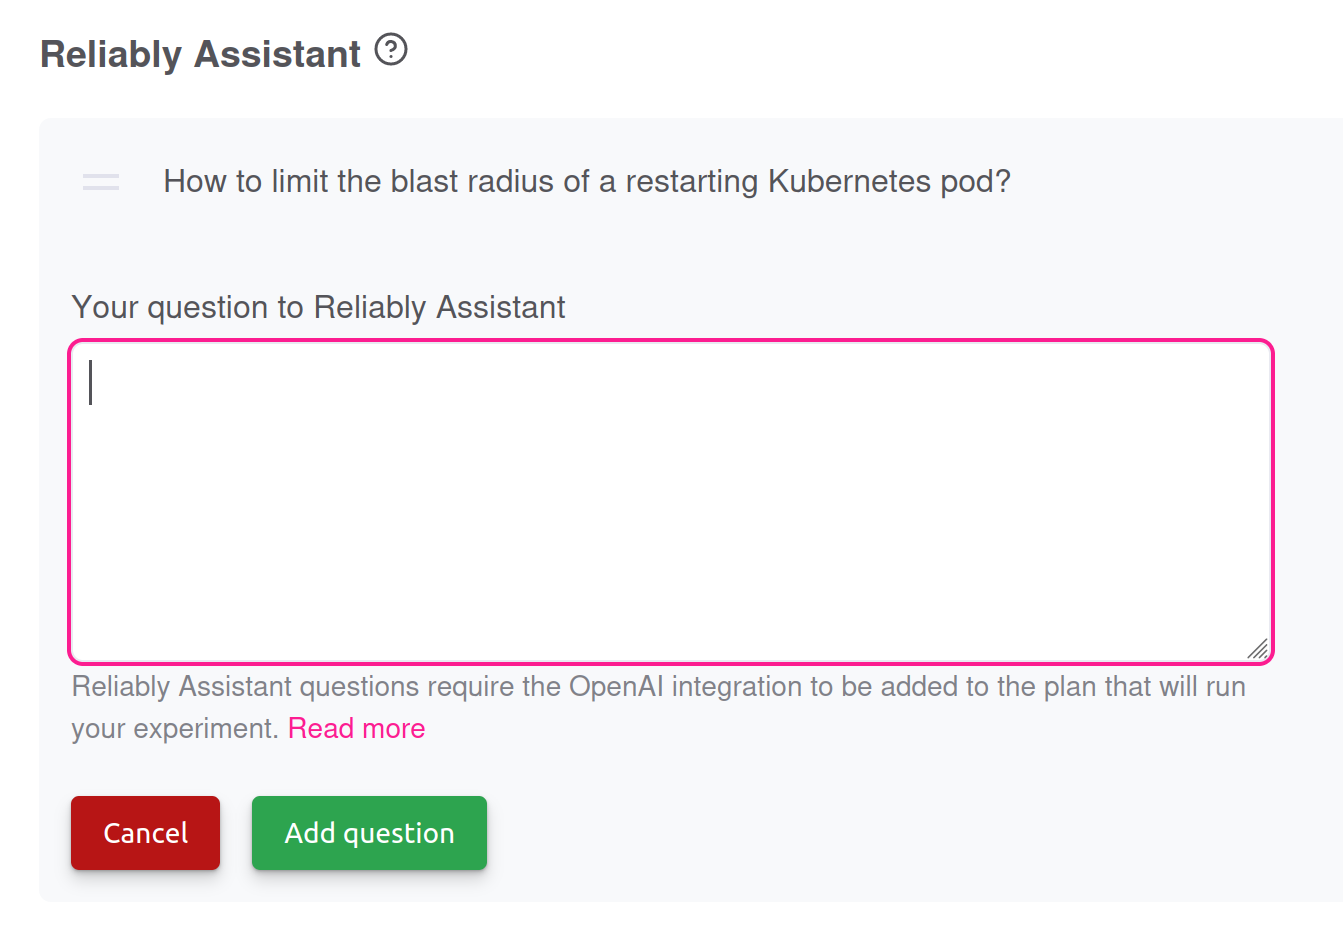 Reliably Assistant
How to limit the blast radius of a restarting Kubernetes pod?
Your question to Reliably Assistant
Reliably Assistant questions require the OpenAI integration to be added to the plan that will run
your experiment. Read more
Cancel Add question